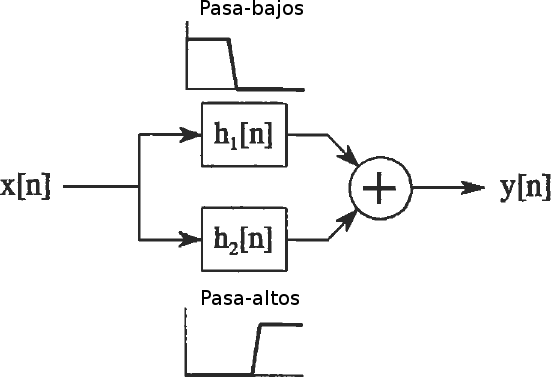 Pasa-bajos
h₁[n]
x[n]
y[n]
h₂[n]
Pasa-altos